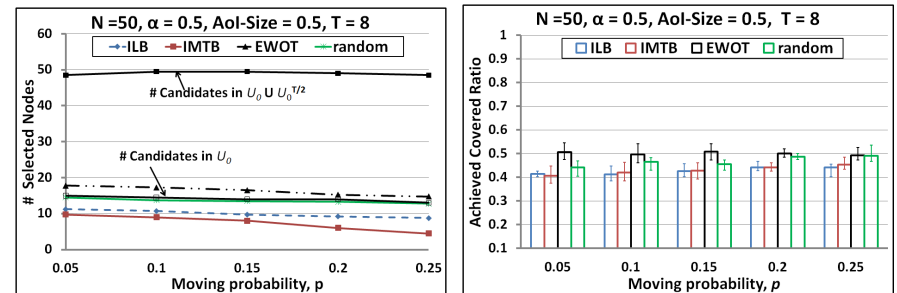 N =50, α = 0.5, AoI-Size = 0.5, T = 8
60
50
40
30
20
10
0
# Selected Nodes
ILB IMTB EWOT random
# Candidates in U₀ U U₀ᵀ/²
# Candidates in U₀
0.05 0.1 0.15 0.2 0.25
Moving probability, p
N =50, α = 0.5, AoI-Size = 0.5, T = 8
1
0.9
0.8
0.7
0.6
0.5
0.4
0.3
0.2
0.1
Achieved Covered Ratio
ILB IMTB EWOT random
0.05 0.1 0.15 0.2 0.25
Moving probability, p